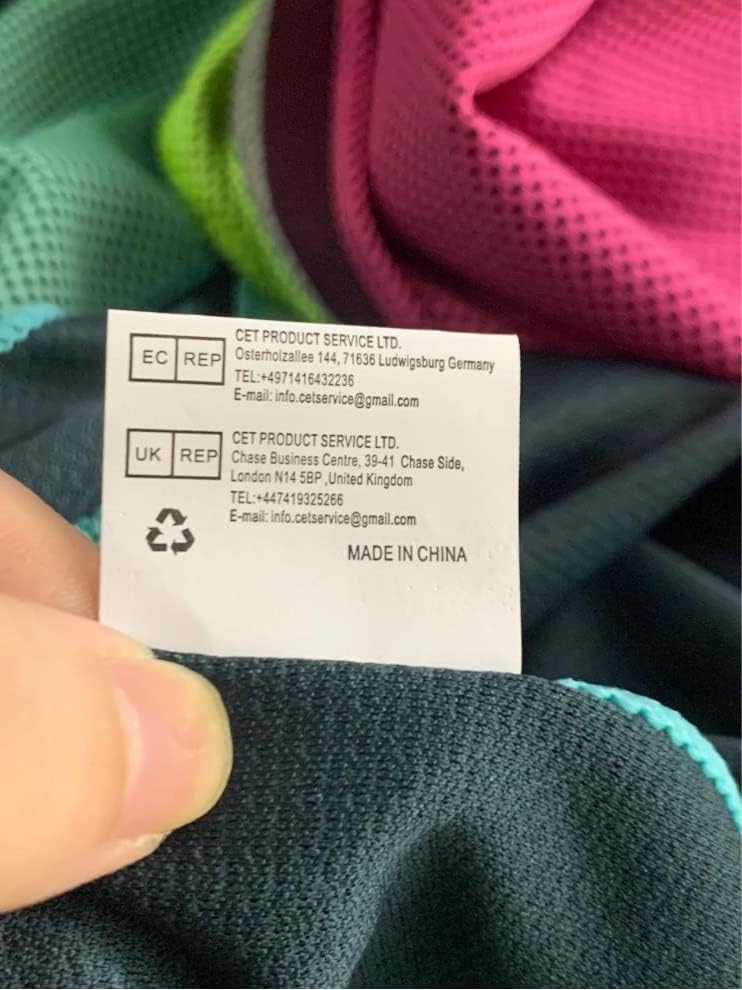 EC REP
CET PRODUCT SERVICE LTD.
Osterholzallee 144, 71636 Ludwigsburg Germany
TEL:+4971416432236
E-mail: info.cetservice@gmail.com
UK REP
CET PRODUCT SERVICE LTD.
Chase Business Centre, 39-41 Chase Side,
London N14 5BP ,United Kingdom
TEL:+447419325266
E-mail: info.cetservice@gmail.com
MADE IN CHINA